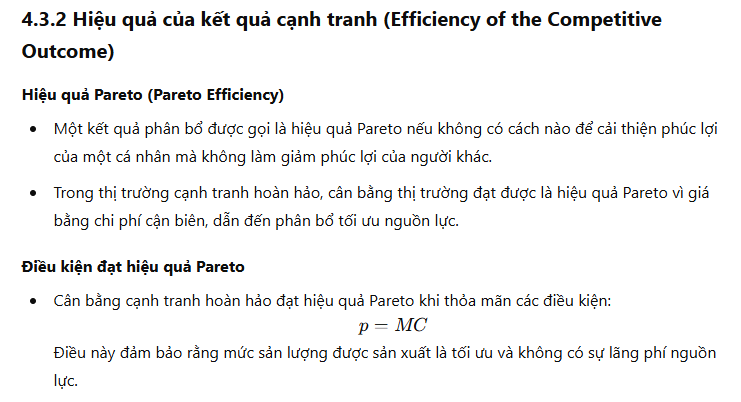 4.3.2 Hiệu quả của kết quả cạnh tranh (Efficiency of the Competitive
Outcome)
Hiệu quả Pareto (Pareto Efficiency)
• Một kết quả phân bổ được gọi là hiệu quả Pareto nếu không có cách nào để cải thiện phúc lợi
của một cá nhân mà không làm giảm phúc lợi của người khác.
• Trong thị trường cạnh tranh hoàn hảo, cân bằng thị trường đạt được là hiệu quả Pareto vì giá
bằng chi phí cận biên, dẫn đến phân bổ tối ưu nguồn lực.
Điều kiện đạt hiệu quả Pareto
• Cân bằng cạnh tranh hoàn hảo đạt hiệu quả Pareto khi thỏa mãn các điều kiện:
p = MC
Điều này đảm bảo rằng mức sản lượng được sản xuất là tối ưu và không có sự lãng phí nguồn
lực.